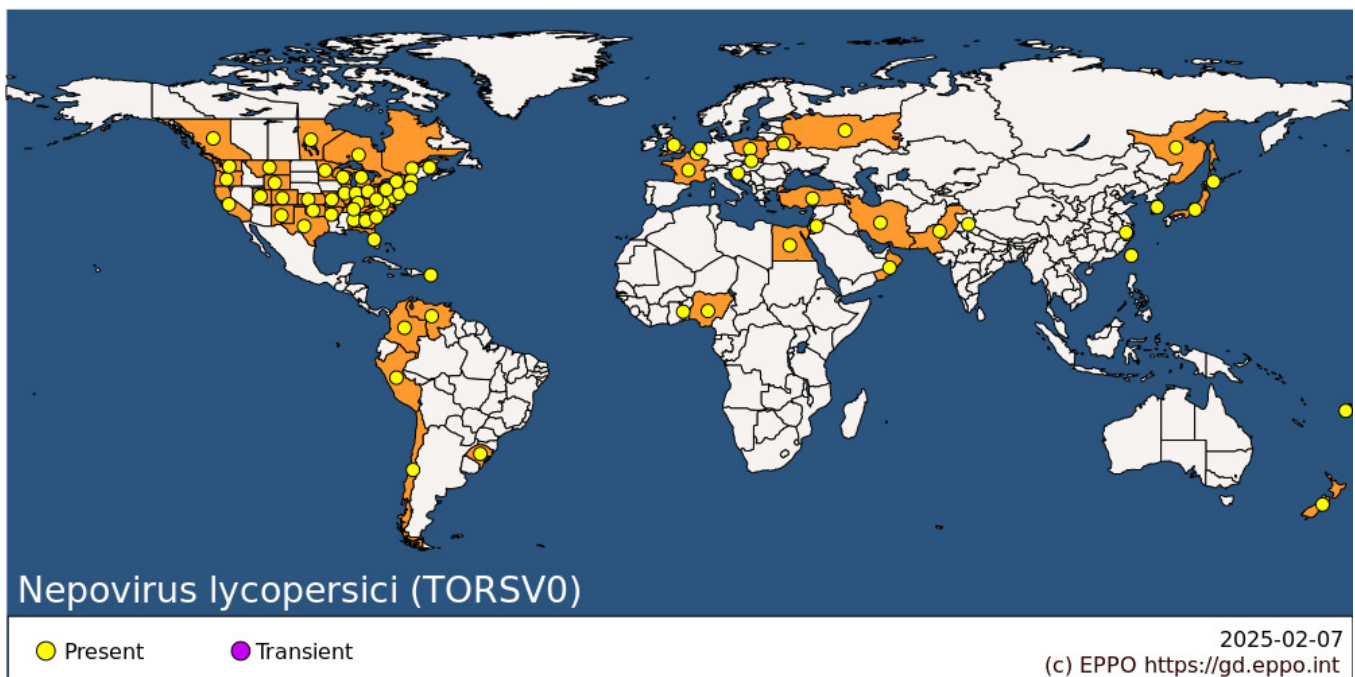 Nepovirus lycopersici (TORSV0)
Present
Transient
2025-02-07
(c) EPPO https://gd.eppo.int